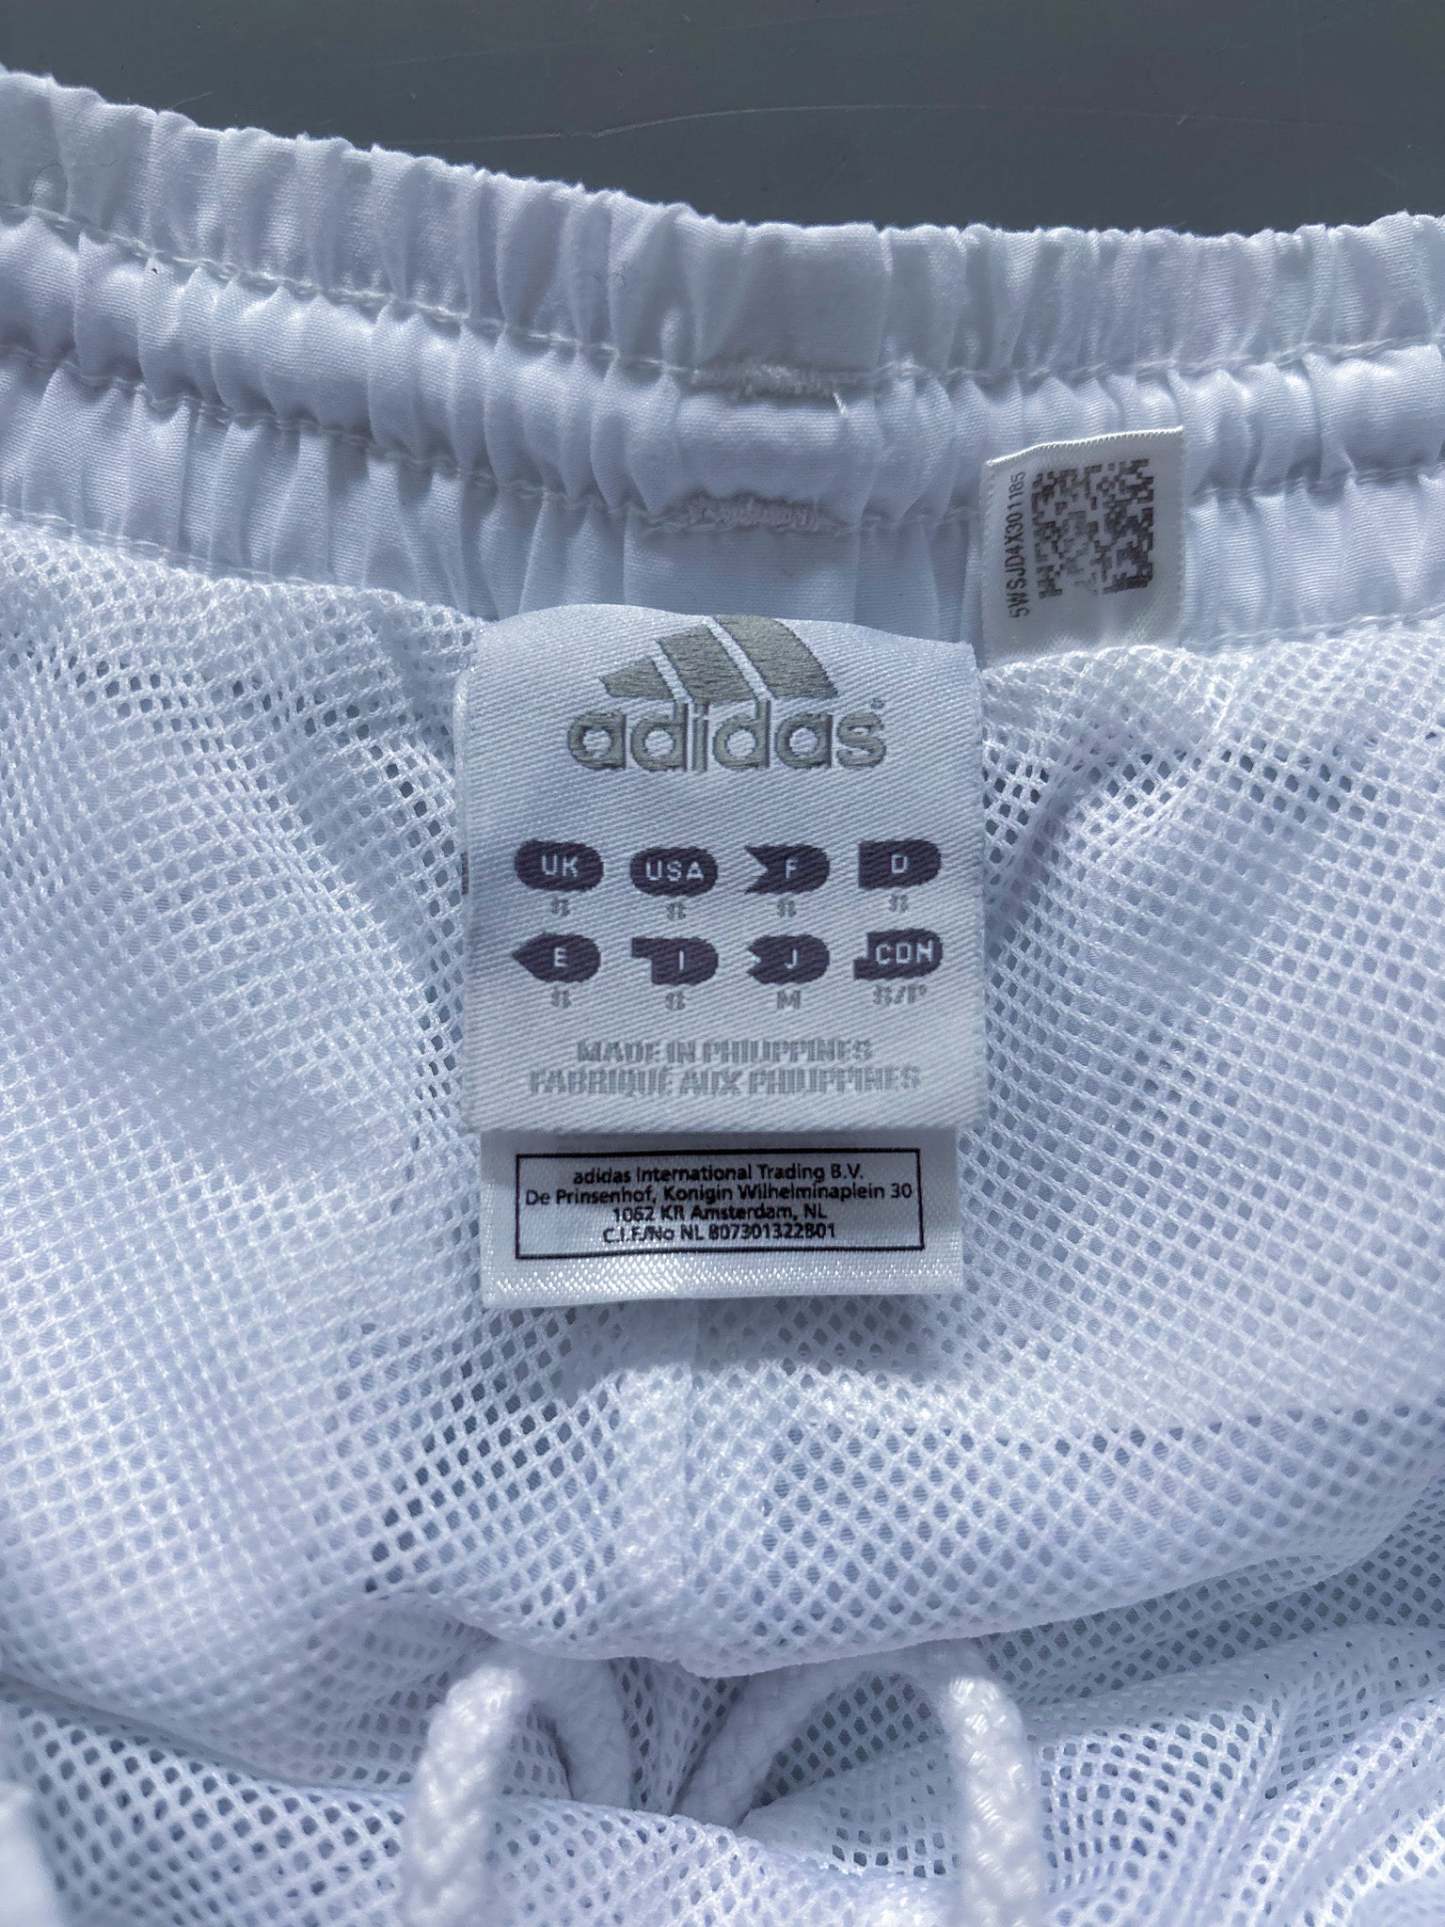 5WSJD4X301185
adidas®
UK USA F D
S S S S
E I J CDN
S S M S/P
MADE IN PHILIPPINES
FABRIQUÉ AUX PHILIPPINES
adidas International Trading B.V.
De Prinsenhof, Konigin Wilhelminaplein 30
1062 KR Amsterdam, NL
C.I.F./No NL 807301322B01